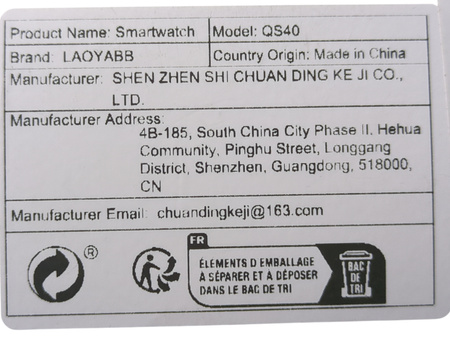 Product Name: Smartwatch Model: QS40
Brand: LAOYABB Country Origin: Made in China
Manufacturer: SHEN ZHEN SHI CHUAN DING KE JI CO.,
LTD.
Manufacturer Address:
4B-185, South China City Phase II, Hehua
Community, Pinghu Street, Longgang
District, Shenzhen, Guangdong, 518000,
CN
Manufacturer Email: chuandingkeji@163.com
®
FR
ÉLEMENTS D EMBALLAGE
À SÉPARER ET À DÉPOSER
DANS LE BAC DE TRI
BAC
DE
TRI